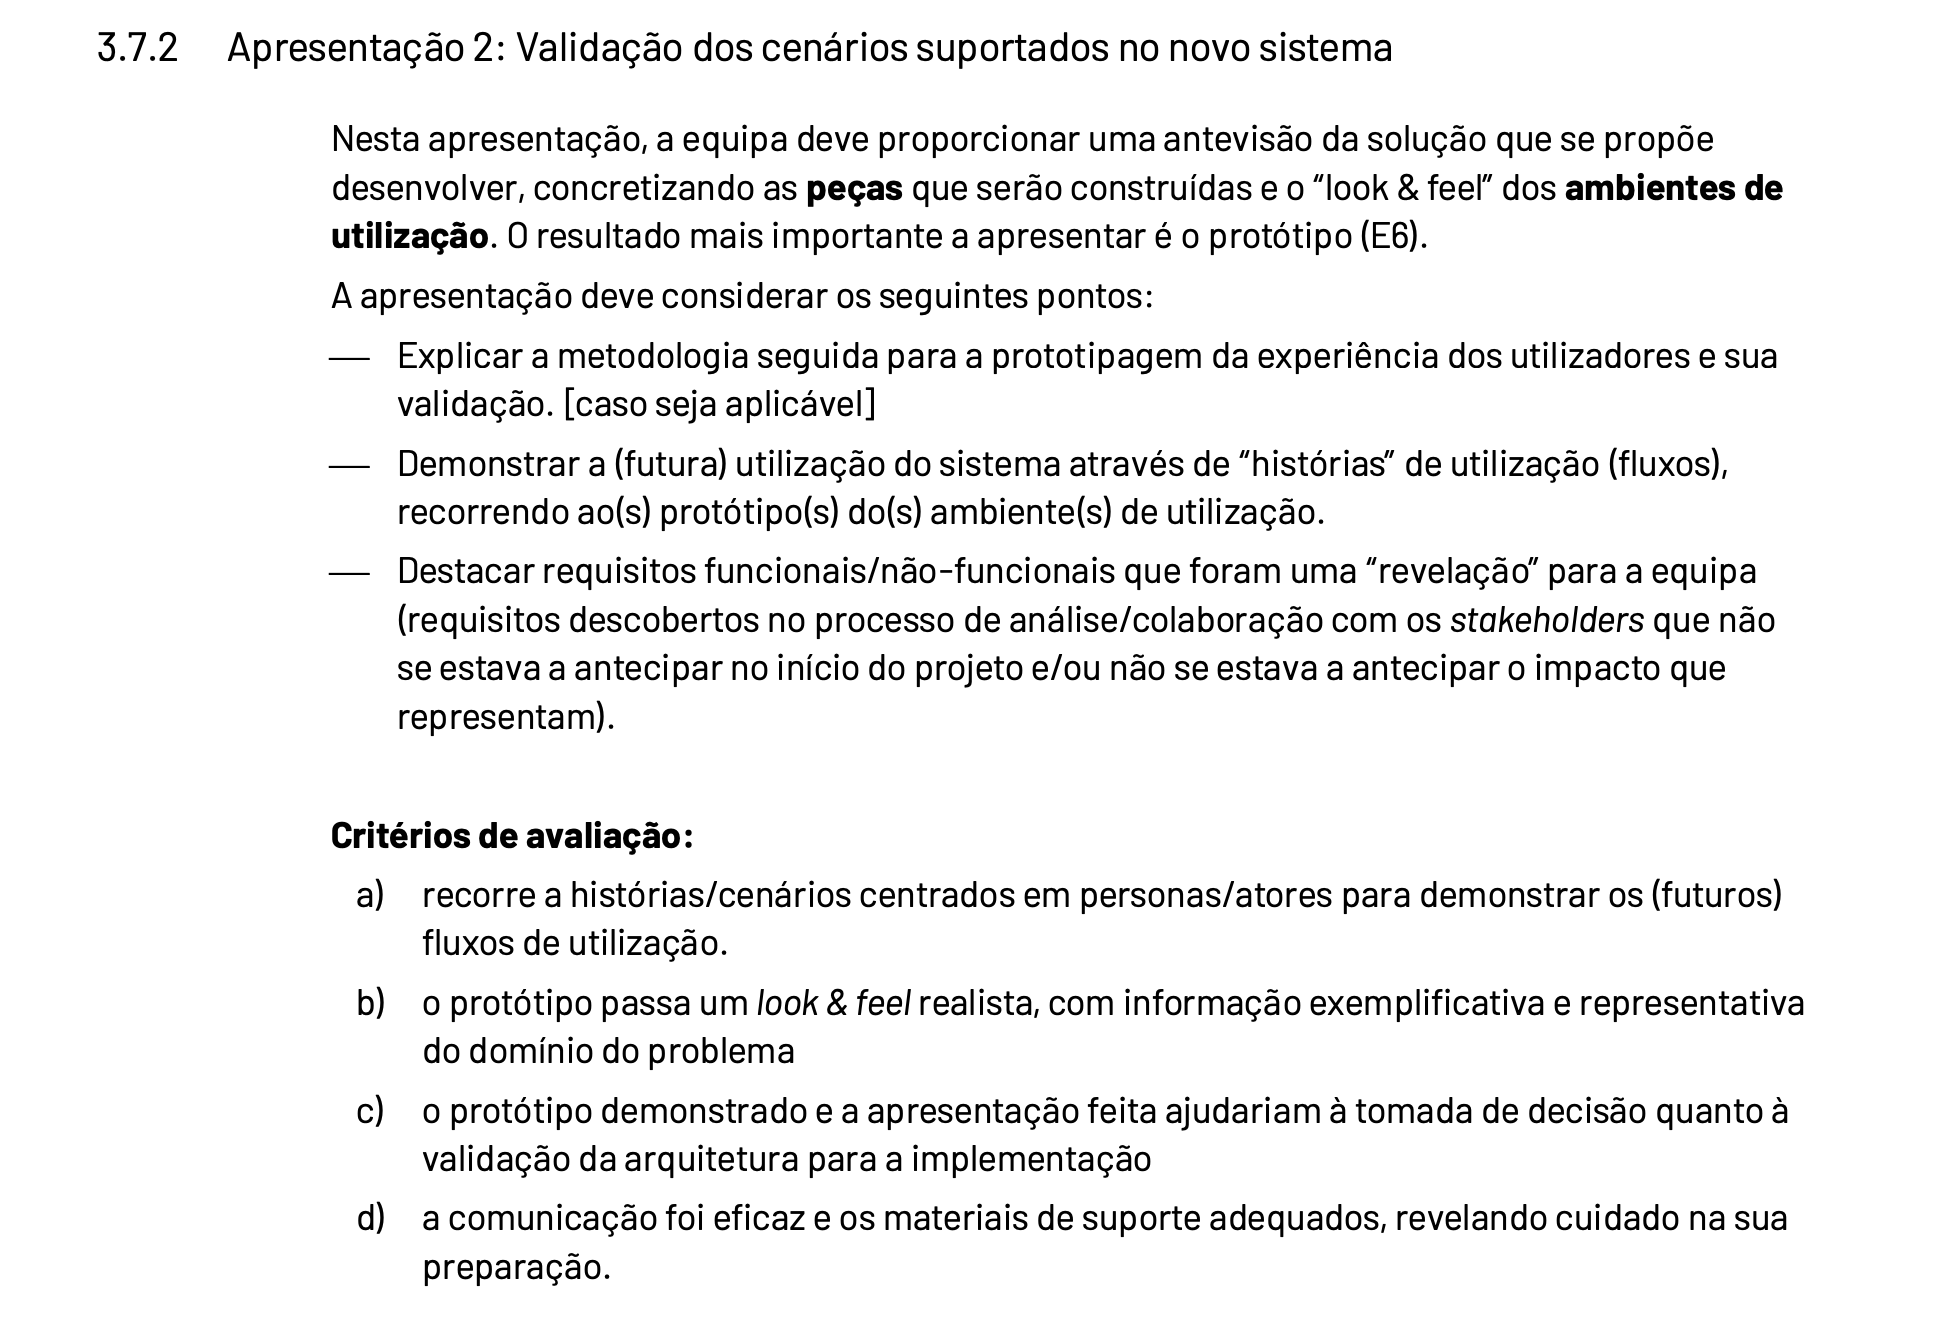 3.7.2 Apresentação 2: Validação dos cenários suportados no novo sistema
Nesta apresentação, a equipa deve proporcionar uma antevisão da solução que se propõe
desenvolver, concretizando as peças que serão construídas e o “look & feel” dos ambientes de
utilização. O resultado mais importante a apresentar é o protótipo (E6).
A apresentação deve considerar os seguintes pontos:
— Explicar a metodologia seguida para a prototipagem da experiência dos utilizadores e sua
validação. [caso seja aplicável]
— Demonstrar a (futura) utilização do sistema através de “histórias” de utilização (fluxos),
recorrendo ao(s) protótipo(s) do(s) ambiente(s) de utilização.
— Destacar requisitos funcionais/não-funcionais que foram uma “revelação” para a equipa
(requisitos descobertos no processo de análise/colaboração com os stakeholders que não
se estava a antecipar no início do projeto e/ou não se estava a antecipar o impacto que
representam).
Critérios de avaliação:
a) recorre a histórias/cenários centrados em personas/atores para demonstrar os (futuros)
fluxos de utilização.
b) o protótipo passa um look & feel realista, com informação exemplificativa e representativa
do domínio do problema
c) o protótipo demonstrado e a apresentação feita ajudariam à tomada de decisão quanto à
validação da arquitetura para a implementação
d) a comunicação foi eficaz e os materiais de suporte adequados, revelando cuidado na sua
preparação.